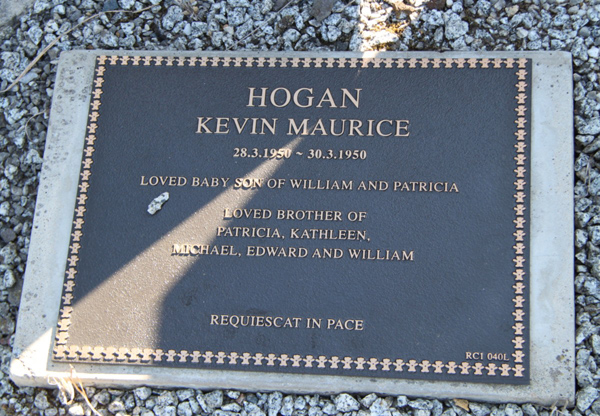 HOGAN
KEVIN MAURICE
28.3.1950 ~ 30.3.1950
LOVED BABY SON OF WILLIAM AND PATRICIA
LOVED BROTHER OF
PATRICIA, KATHLEEN,
MICHAEL, EDWARD AND WILLIAM
REQUIESCAT IN PACE
RC1 040L